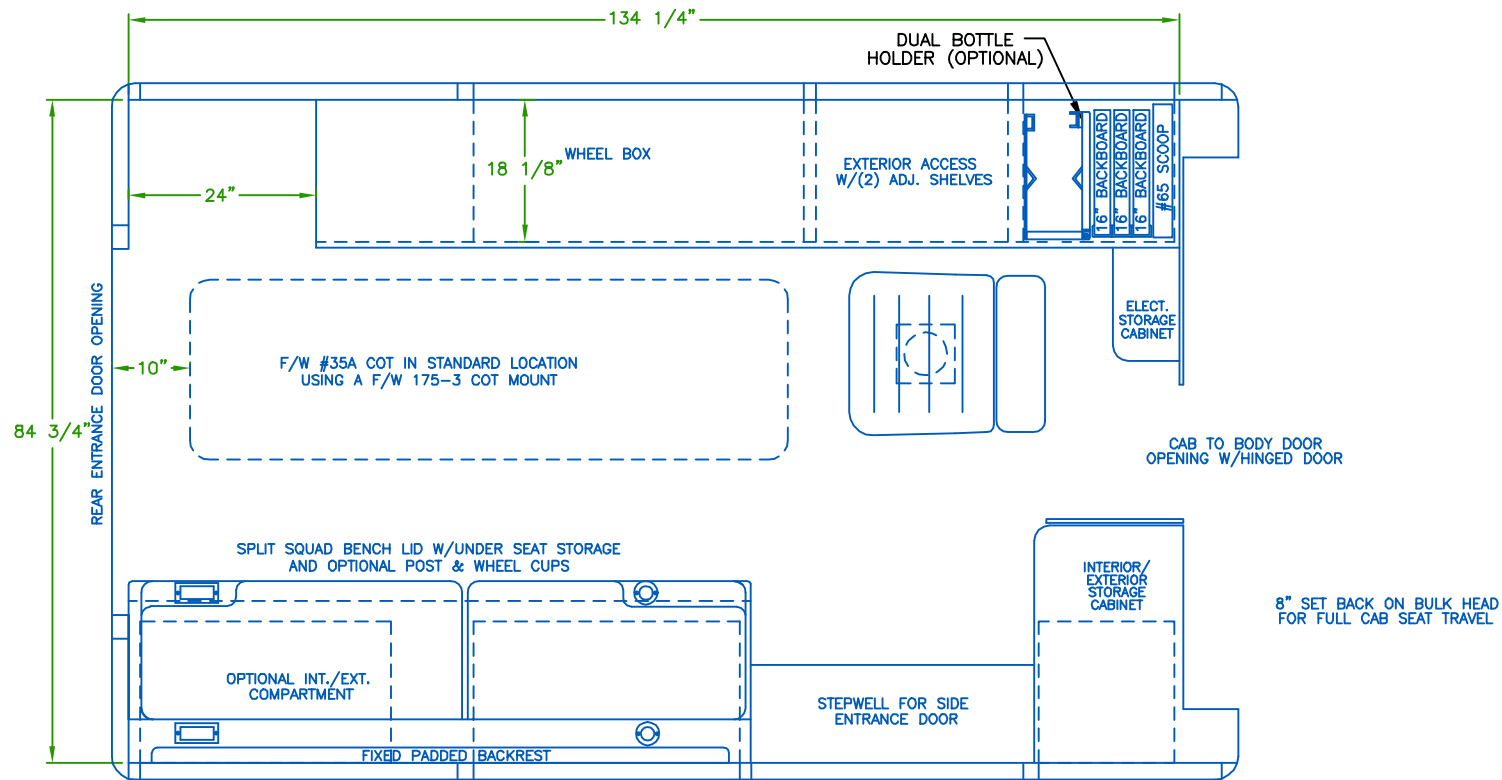 134 1/4"
DUAL BOTTLE
HOLDER (OPTIONAL)
WHEEL BOX
18 1/8"
EXTERIOR ACCESS
W/(2) ADJ. SHELVES
16" BACKBOARD
16" BACKBOARD
16" BACKBOARD
#65 SCOOP
24"
REAR ENTRANCE DOOR OPENING
ELECT.
STORAGE
CABINET
10"
F/W #35A COT IN STANDARD LOCATION
USING A F/W 175-3 COT MOUNT
84 3/4"
CAB TO BODY DOOR
OPENING W/HINGED DOOR
SPLIT SQUAD BENCH LID W/UNDER SEAT STORAGE
AND OPTIONAL POST & WHEEL CUPS
INTERIOR/
EXTERIOR
STORAGE
CABINET
8" SET BACK ON BULK HEAD
FOR FULL CAB SEAT TRAVEL
OPTIONAL INT./EXT.
COMPARTMENT
STEPWELL FOR SIDE
ENTRANCE DOOR
FIXED PADDED BACKREST